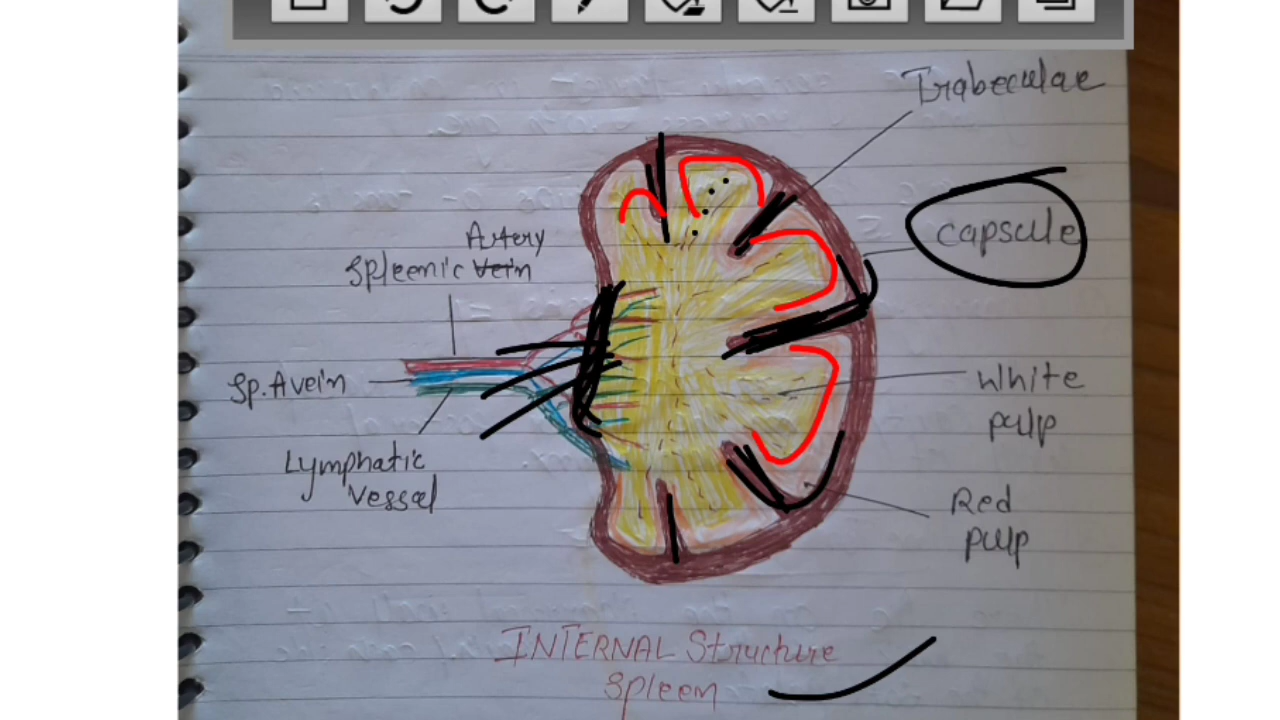 Trabeculae
capsule
Artery
Spleenic Vein
Sp. A vein
White
pulp
Lymphatic
Vessel
Red
pulp
INTERNAL Structure
Spleen